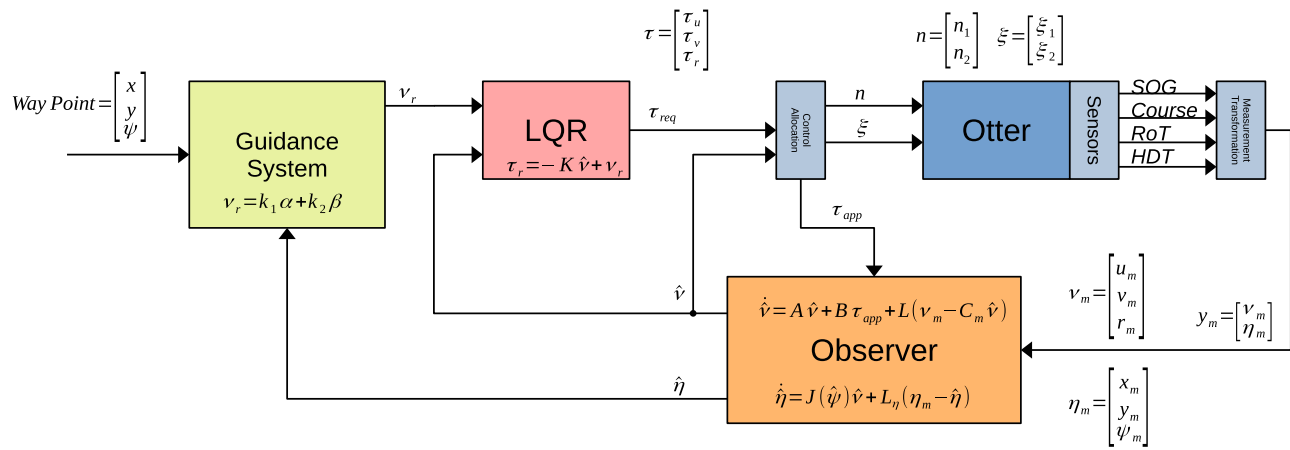 Way Point = [x y ψ]
τ = [τ_u τ_v τ_r]
n = [n_1 n_2]
ξ = [ξ_1 ξ_2]
Guidance
System
ν_r = k_1 α + k_2 β
ν_r
LQR
τ_r = − K ν̂ + ν_r
τ_req
Control
Allocation
n
ξ
Otter
Sensors
SOG
Course
RoT
HDT
Measurement
Transformation
τ_app
ν̂
ν̂̇ = A ν̂ + B τ_app + L(ν_m − C_m ν̂)
Observer
η̂̇ = J(ψ̂) ν̂ + L_η(η_m − η̂)
η̂
ν_m = [u_m v_m r_m]
y_m = [ν_m η_m]
η_m = [x_m y_m ψ_m]